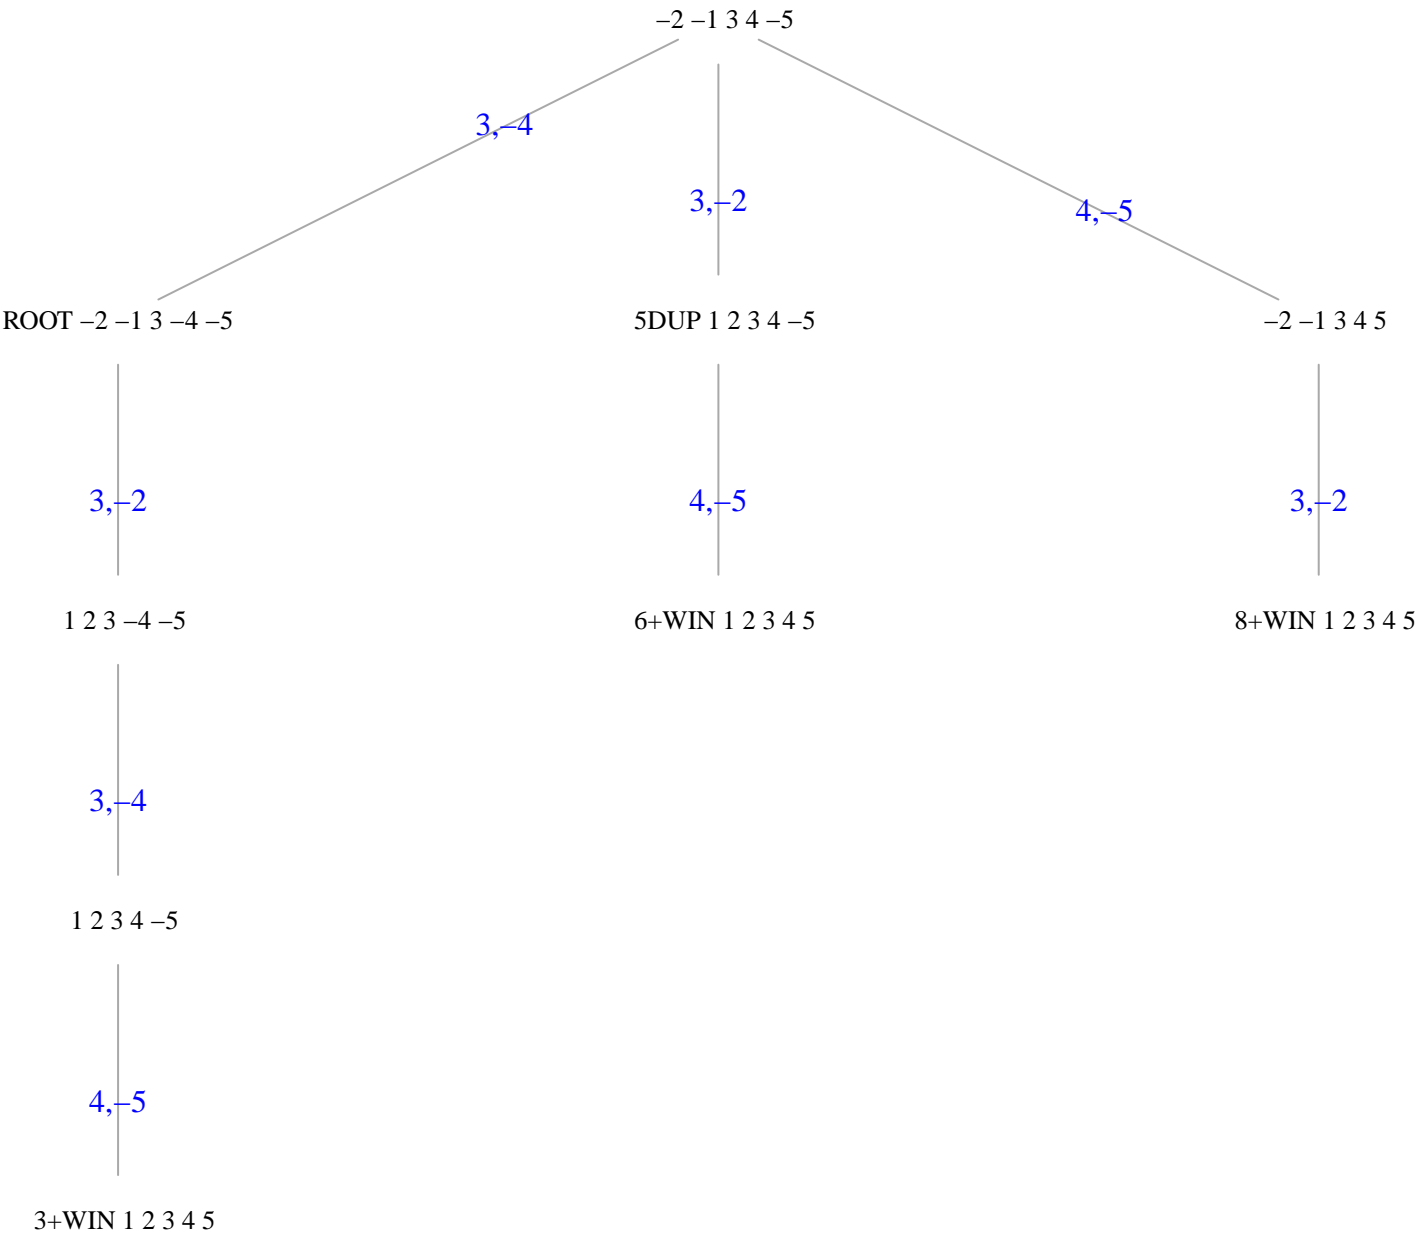 –2 –1 3 4 –5
3,–4
3,–2
4,–5
ROOT –2 –1 3 –4 –5
5DUP 1 2 3 4 –5
–2 –1 3 4 5
3,–2
4,–5
3,–2
1 2 3 –4 –5
6+WIN 1 2 3 4 5
8+WIN 1 2 3 4 5
3,–4
1 2 3 4 –5
4,–5
3+WIN 1 2 3 4 5